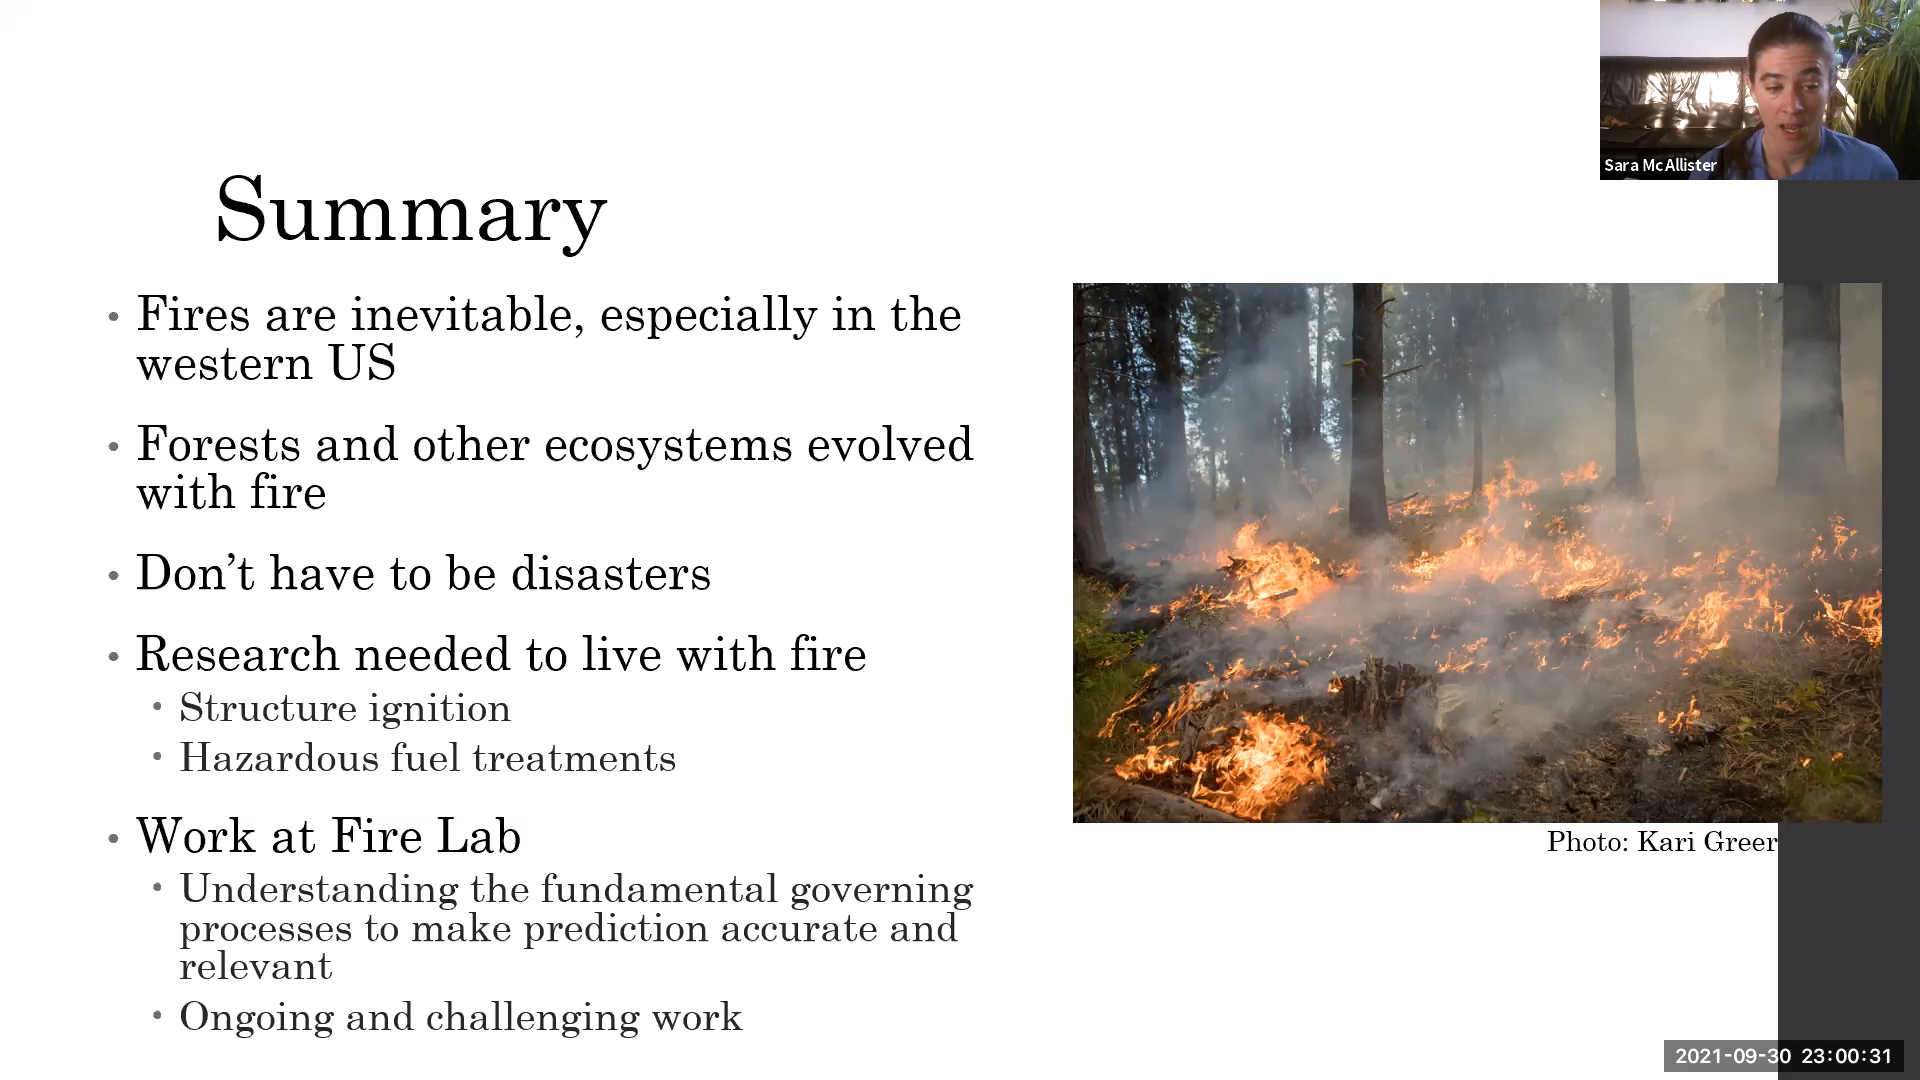 Sara McAllister
Summary
• Fires are inevitable, especially in the
western US
• Forests and other ecosystems evolved
with fire
• Don’t have to be disasters
• Research needed to live with fire
• Structure ignition
• Hazardous fuel treatments
• Work at Fire Lab
• Understanding the fundamental governing
processes to make prediction accurate and
relevant
• Ongoing and challenging work
Photo: Kari Greer
2021-09-30 23:00:31